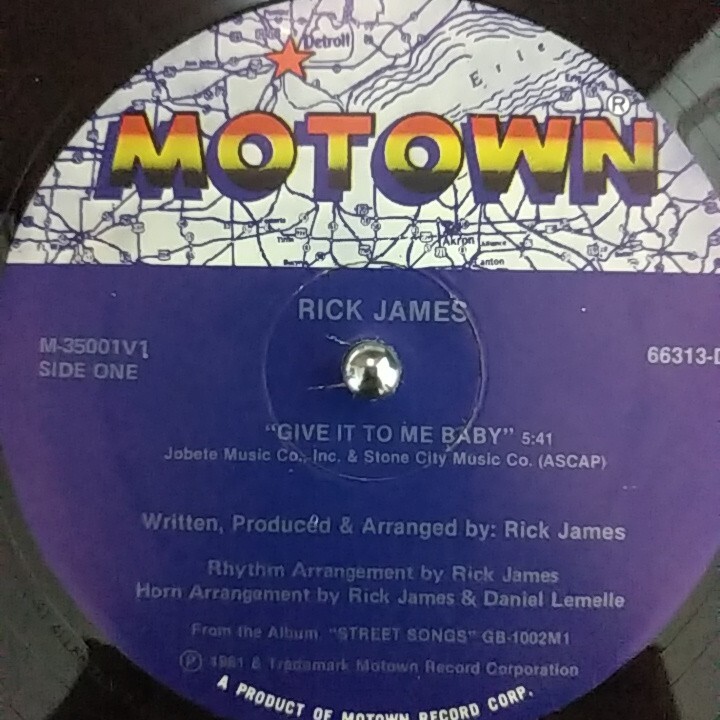 Detroit
Erie
MOTOWN®
Akron
RICK JAMES
M-35001V1
SIDE ONE
66313-D
"GIVE IT TO ME BABY" 5:41
Jobete Music Co., Inc. & Stone City Music Co. (ASCAP)
Written, Produced & Arranged by: Rick James
Rhythm Arrangement by Rick James
Horn Arrangement by Rick James & Daniel Lemelle
From the Album "STREET SONGS" GB-1002M1
Ⓟ 1981 & Trademark Motown Record Corporation
A PRODUCT OF MOTOWN RECORD CORP.